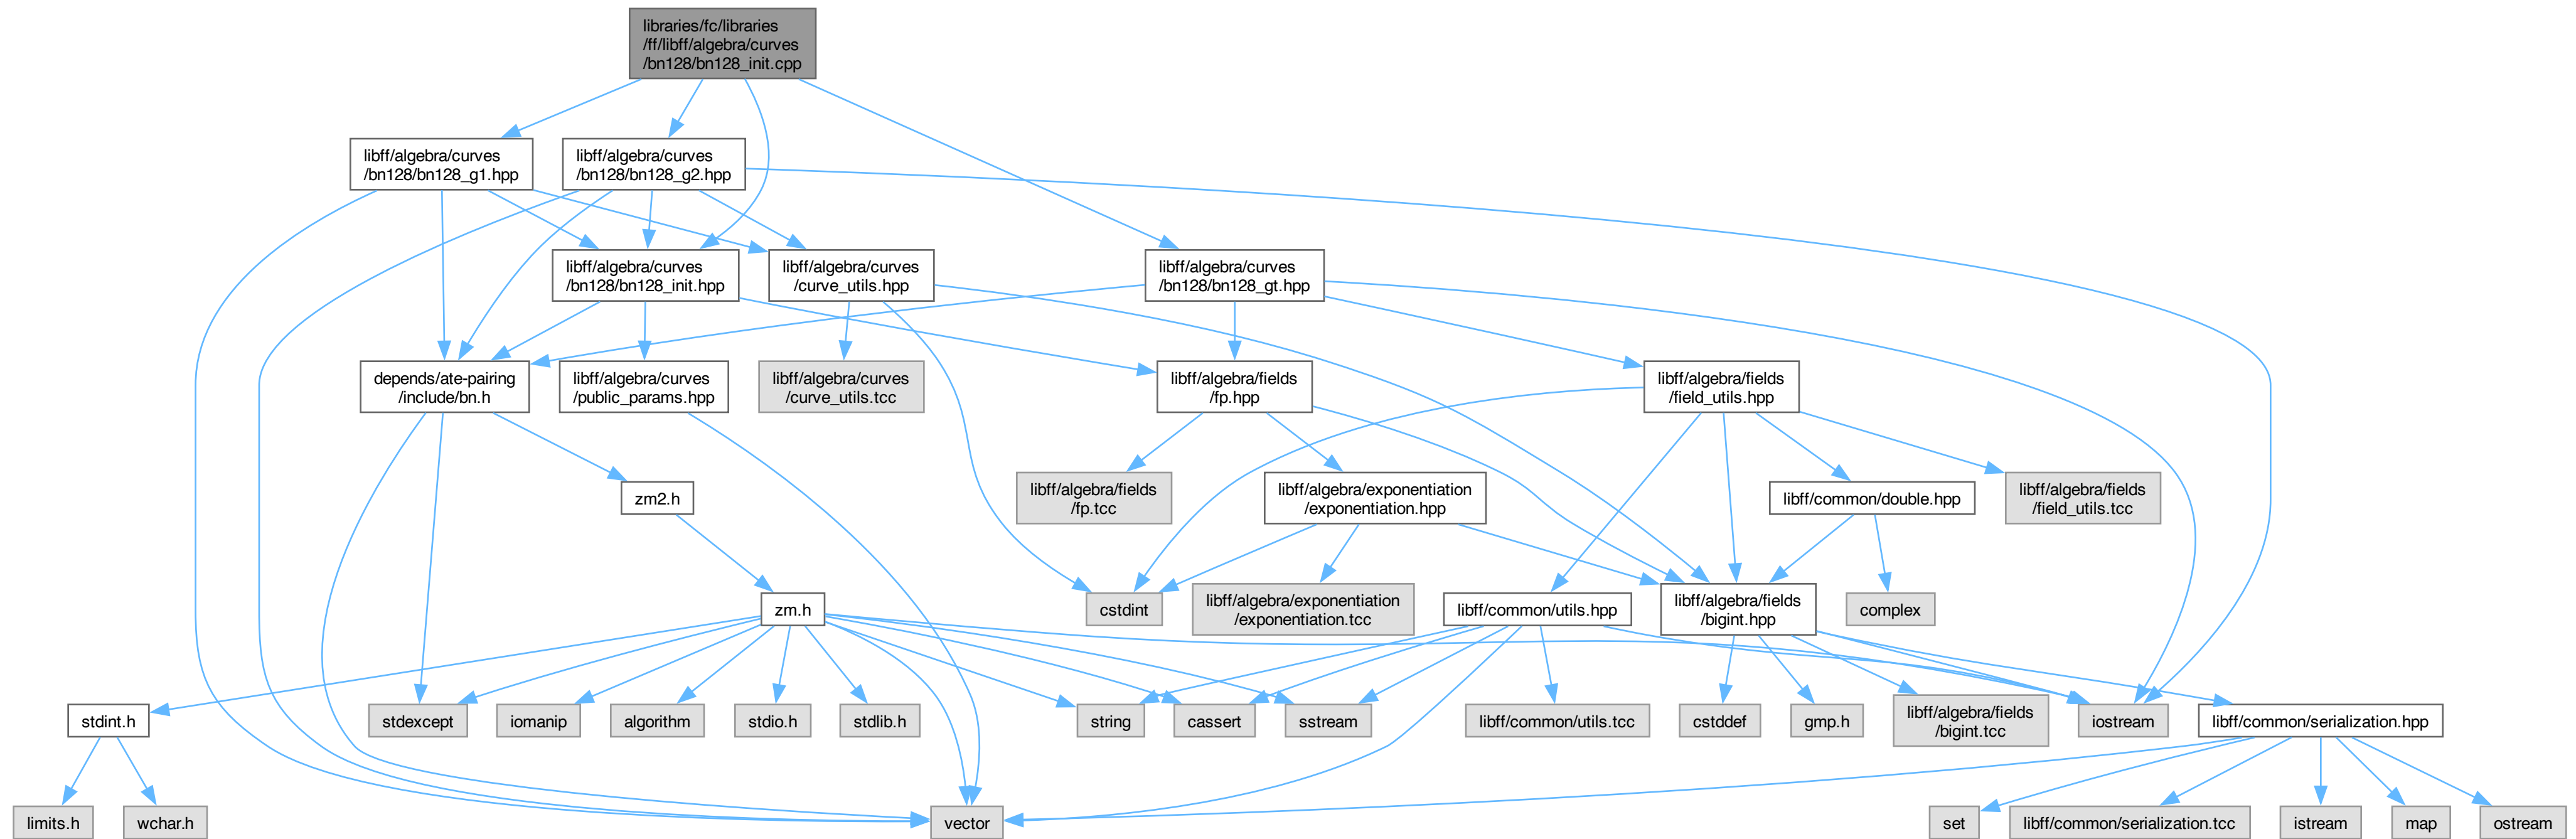 libraries/fc/libraries
/ff/libff/algebra/curves
/bn128/bn128_init.cpp
libff/algebra/curves
/bn128/bn128_g1.hpp
libff/algebra/curves
/bn128/bn128_g2.hpp
libff/algebra/curves
/bn128/bn128_init.hpp
libff/algebra/curves
/curve_utils.hpp
libff/algebra/curves
/bn128/bn128_gt.hpp
depends/ate-pairing
/include/bn.h
libff/algebra/curves
/public_params.hpp
libff/algebra/curves
/curve_utils.tcc
libff/algebra/fields
/fp.hpp
libff/algebra/fields
/field_utils.hpp
zm2.h
libff/algebra/fields
/fp.tcc
libff/algebra/exponentiation
/exponentiation.hpp
libff/common/double.hpp
libff/algebra/fields
/field_utils.tcc
zm.h
cstdint
libff/algebra/exponentiation
/exponentiation.tcc
libff/common/utils.hpp
libff/algebra/fields
/bigint.hpp
complex
stdint.h
stdexcept
iomanip
algorithm
stdio.h
stdlib.h
string
cassert
sstream
libff/common/utils.tcc
cstddef
gmp.h
libff/algebra/fields
/bigint.tcc
iostream
libff/common/serialization.hpp
limits.h
wchar.h
vector
set
libff/common/serialization.tcc
istream
map
ostream